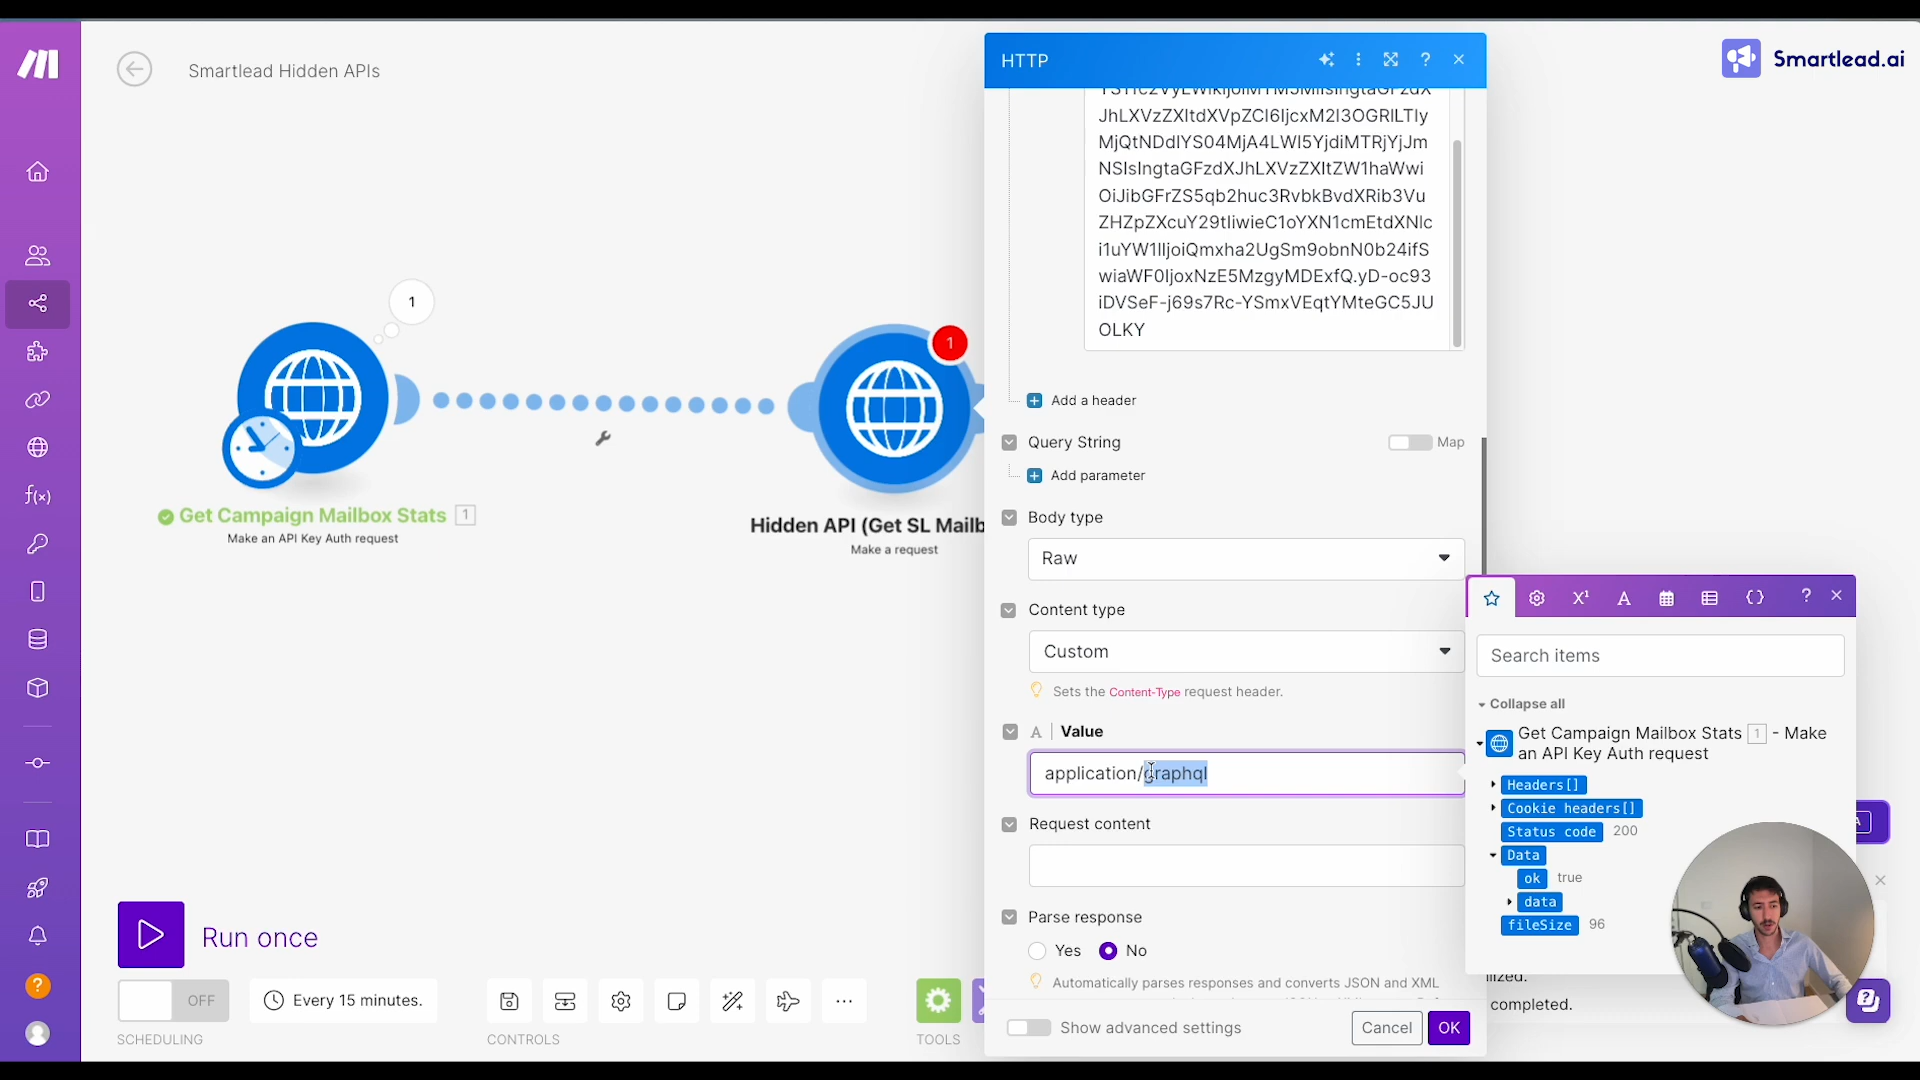 Smartlead Hidden APIs
Smartlead.ai
HTTP
JhLXVzZXItdXVpZCI6IjcxM2I3OGRlLTIy
MjQtNDdlYS04MjA4LWI5YjdiMTRjYjJm
NSIsIngtaGFzdXJhLXVzZXItZW1haWwi
OiJibGFrZS5qb2huc3RvbkBvdXRib3Vu
ZHZpZXcuY29tIiwieC1oYXN1cmEtdXNlc
i1uYW1lIjoiQmxha2UgSm9obnN0b24ifS
wiaWF0IjoxNzE5MzgyMDExfQ.yD-oc93
iDVSeF-j69s7Rc-YSmxVEqtYMteGC5JU
OLKY
Add a header
Query String
Map
Add parameter
Body type
Raw
Content type
Custom
Sets the Content-Type request header.
A | Value
application/graphql
Request content
Parse response
Yes No
Automatically parses responses and converts JSON and XML
Show advanced settings
Cancel OK
1
1
Get Campaign Mailbox Stats 1
Make an API Key Auth request
Hidden API (Get SL Mailb
Make a request
Search items
Collapse all
Get Campaign Mailbox Stats 1 - Make
an API Key Auth request
Headers[]
Cookie headers[]
Status code 200
Data
ok true
data
fileSize 96
completed.
Run once
OFF
Every 15 minutes.
SCHEDULING
CONTROLS
TOOLS